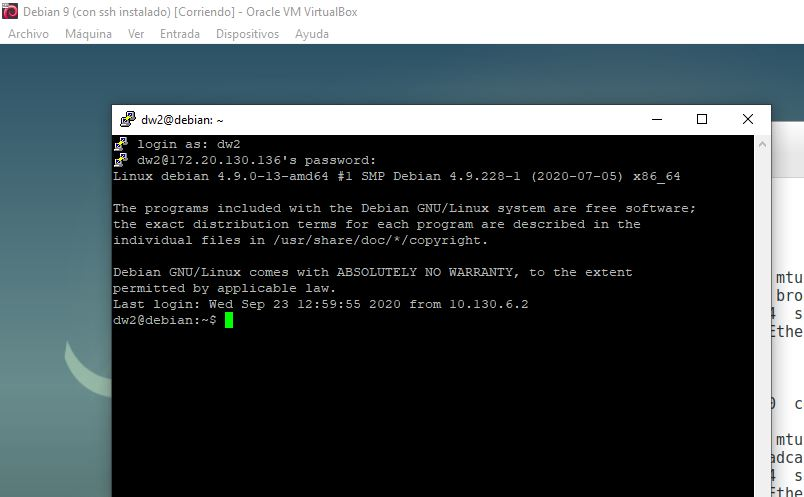 Debian 9 (con ssh instalado) [Corriendo] - Oracle VM VirtualBox
Archivo Máquina Ver Entrada Dispositivos Ayuda
dw2@debian: ~
login as: dw2
dw2@172.20.130.136's password:
Linux debian 4.9.0-13-amd64 #1 SMP Debian 4.9.228-1 (2020-07-05) x86_64
The programs included with the Debian GNU/Linux system are free software;
the exact distribution terms for each program are described in the
individual files in /usr/share/doc/*/copyright.
Debian GNU/Linux comes with ABSOLUTELY NO WARRANTY, to the extent
permitted by applicable law.
Last login: Wed Sep 23 12:59:55 2020 from 10.130.6.2
dw2@debian:~$
mtu
bro
s
Ethe
c
mtu
adca
s
Ethe